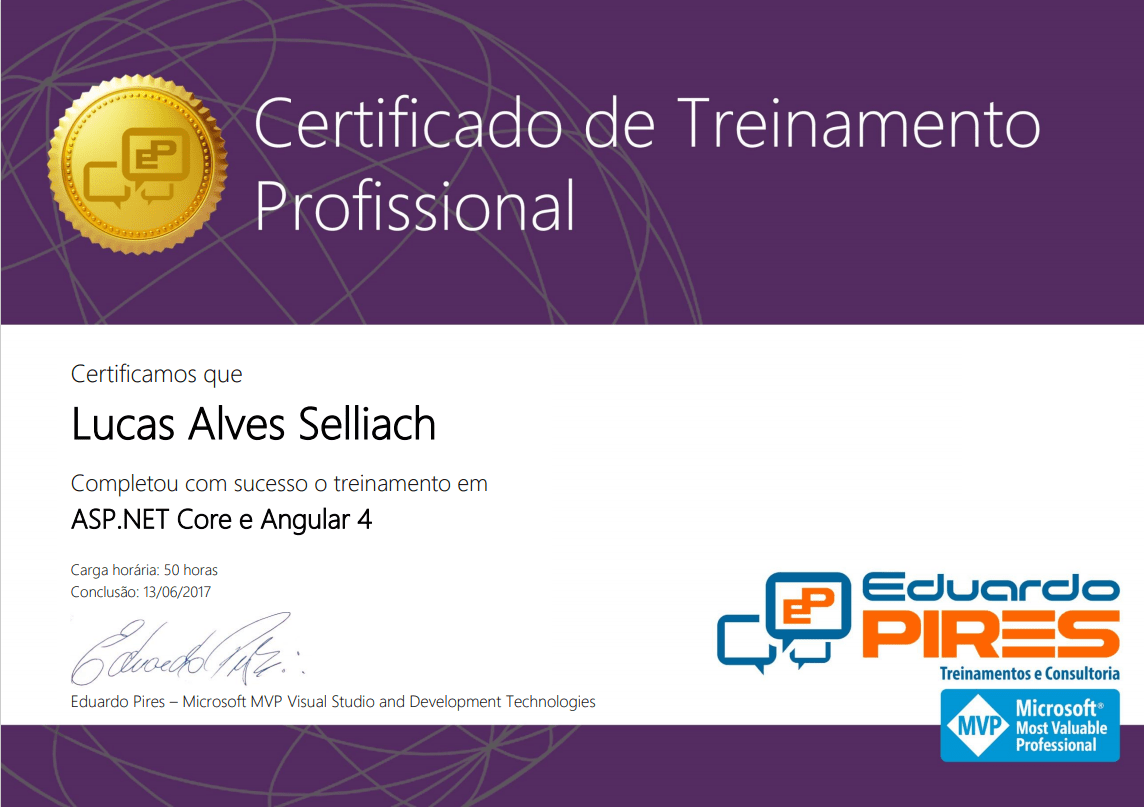 EP
Certificado de Treinamento
Profissional
Certificamos que
Lucas Alves Selliach
Completou com sucesso o treinamento em
ASP.NET Core e Angular 4
Carga horária: 50 horas
Conclusão: 13/06/2017
Eduardo Pires
Eduardo Pires – Microsoft MVP Visual Studio and Development Technologies
EP
Eduardo
PIRES
Treinamentos e Consultoria
MVP
Microsoft®
Most Valuable
Professional